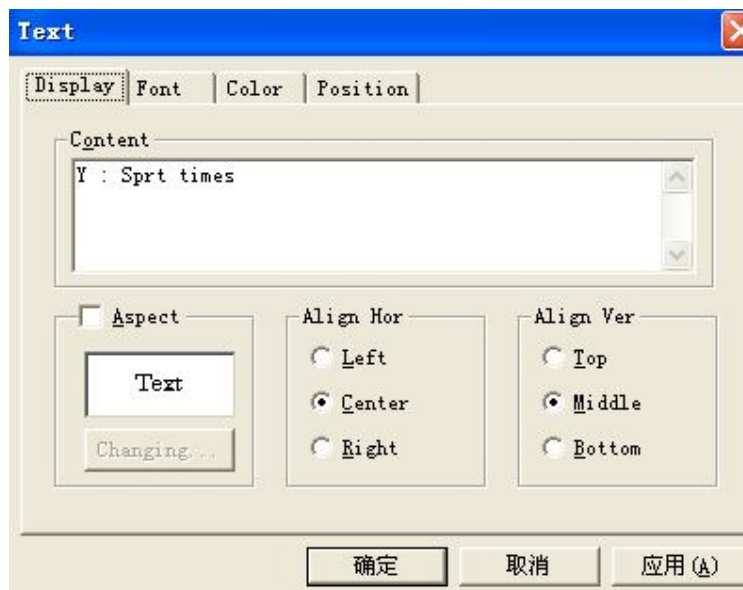 Text
Display Font Color Position
Content
Y : Sprt times
Aspect
Text
Changing...
Align Hor
Left
Center
Right
Align Ver
Top
Middle
Bottom
确定 取消 应用(A)